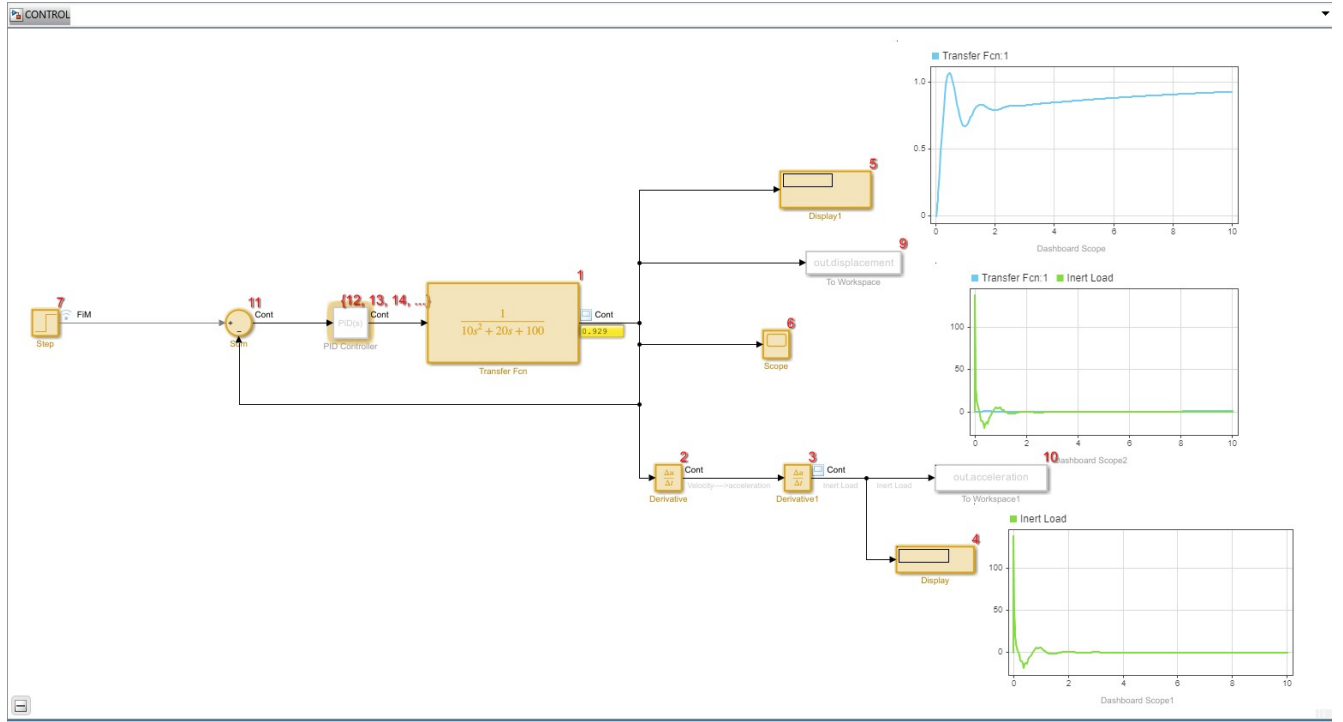 CONTROL
Transfer Fcn:1
1.0
0.5
0
0 2 4 6 8 10
Dashboard Scope
5
Display1
9
out.displacement
To Workspace
7
FiM
Step
11
Cont
Sum
{12, 13, 14, ...}
Cont
PID(s)
PID Controller
1
1
10s² + 20s + 100
Transfer Fcn
Cont
0.929
6
Scope
Transfer Fcn:1 Inert Load
100
50
0
0 2 4 6 8 10
Dashboard Scope2
2
Cont
Δu
Δt
Derivative
Velocity---->acceleration
3
Cont
Δu
Δt
Derivative1
Inert Load
Inert Load
10
out.acceleration
To Workspace1
4
Display
Inert Load
100
50
0
0 2 4 6 8 10
Dashboard Scope1